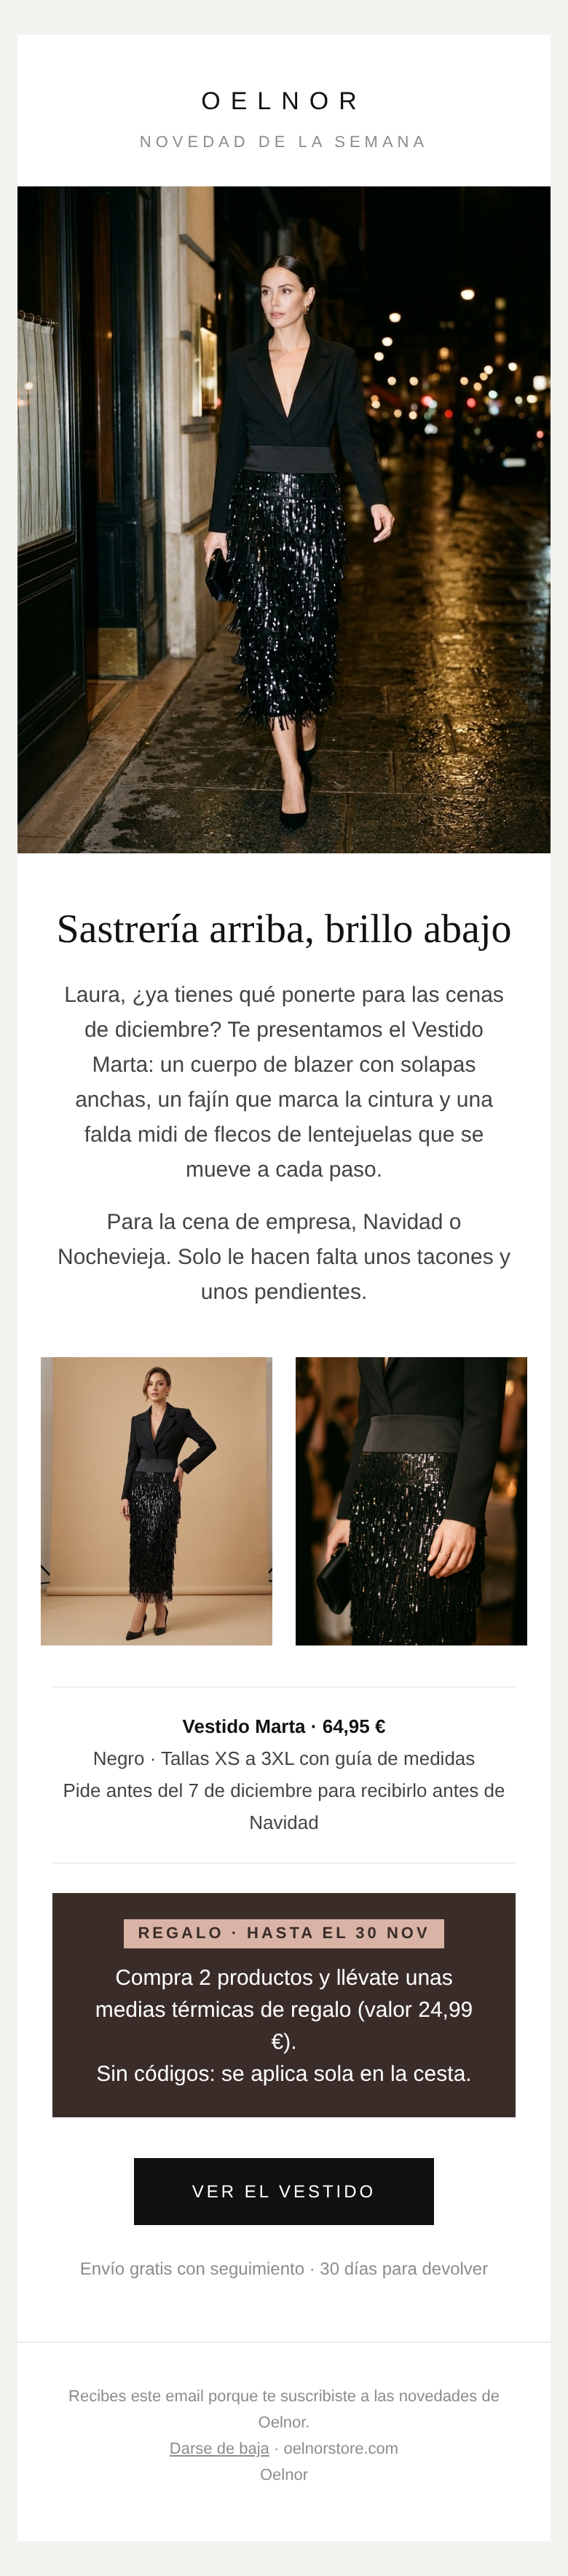 OELNOR
NOVEDAD DE LA SEMANA
Sastrería arriba, brillo abajo
Laura, ¿ya tienes qué ponerte para las cenas
de diciembre? Te presentamos el Vestido
Marta: un cuerpo de blazer con solapas
anchas, un fajín que marca la cintura y una
falda midi de flecos de lentejuelas que se
mueve a cada paso.
Para la cena de empresa, Navidad o
Nochevieja. Solo le hacen falta unos tacones y
unos pendientes.
Vestido Marta · 64,95 €
Negro · Tallas XS a 3XL con guía de medidas
Pide antes del 7 de diciembre para recibirlo antes de
Navidad
REGALO · HASTA EL 30 NOV
Compra 2 productos y llévate unas
medias térmicas de regalo (valor 24,99
€).
Sin códigos: se aplica sola en la cesta.
VER EL VESTIDO
Envío gratis con seguimiento · 30 días para devolver
Recibes este email porque te suscribiste a las novedades de
Oelnor.
Darse de baja · oelnorstore.com
Oelnor